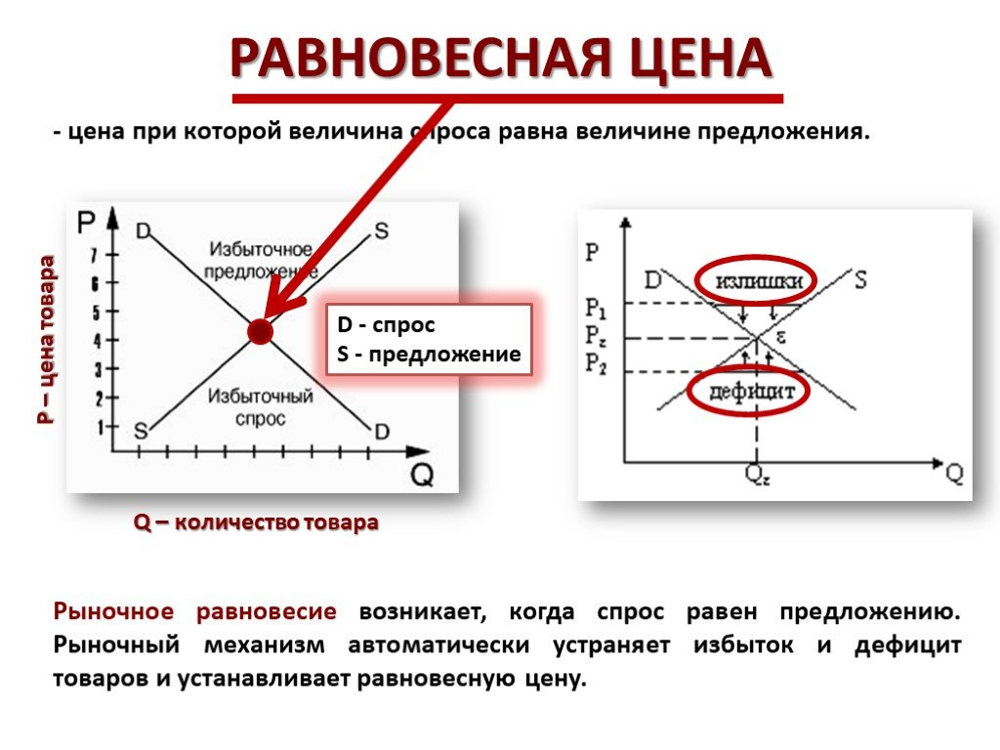 РАВНОВЕСНАЯ ЦЕНА
- цена при которой величина спроса равна величине предложения.
P
D
S
Избыточное
предложение
7
6
5
4
3
2
1
P – цена товара
D - спрос
S - предложение
Избыточный
спрос
S
D
Q
Q – количество товара
P
D
излишки
S
P1
Pz
ε
P2
дефицит
Qz
Q
Рыночное равновесие возникает, когда спрос равен предложению.
Рыночный механизм автоматически устраняет избыток и дефицит
товаров и устанавливает равновесную цену.